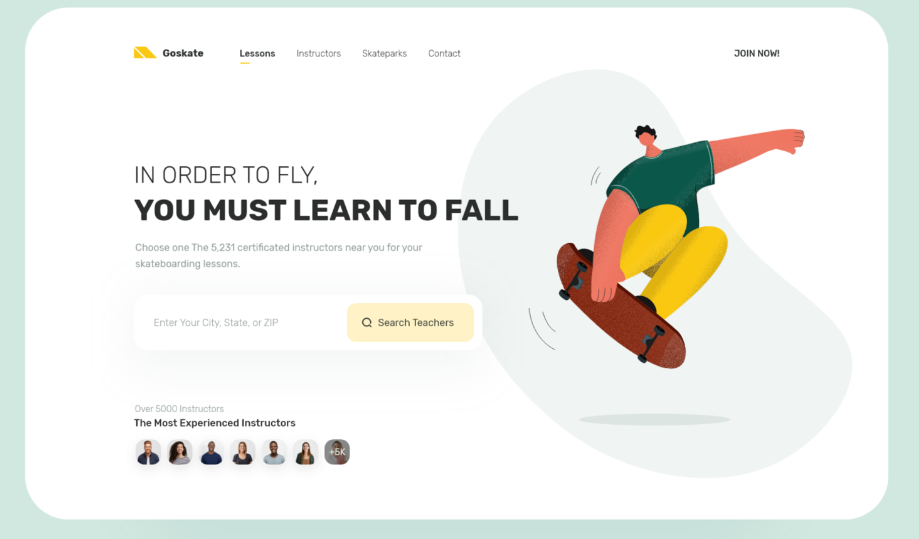 Goskate
Lessons
Instructors
Skateparks
Contact
JOIN NOW!
IN ORDER TO FLY,
YOU MUST LEARN TO FALL
Choose one The 5,231 certificated instructors near you for your
skateboarding lessons.
Enter Your City, State, or ZIP
Search Teachers
Over 5000 Instructors
The Most Experienced Instructors
+5K